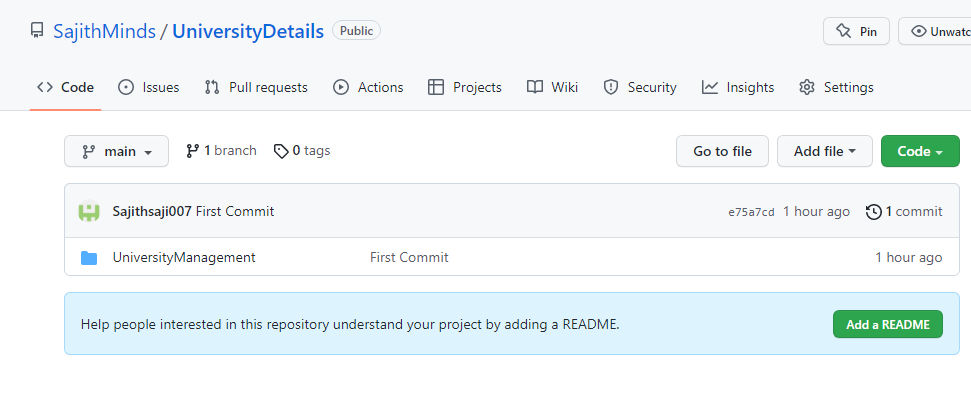 SajithMinds / UniversityDetails Public
Pin Unwatc
Code Issues Pull requests Actions Projects Wiki Security Insights Settings
main 1 branch 0 tags Go to file Add file Code
Sajithsaji007 First Commit e75a7cd 1 hour ago 1 commit
UniversityManagement First Commit 1 hour ago
Help people interested in this repository understand your project by adding a README. Add a README